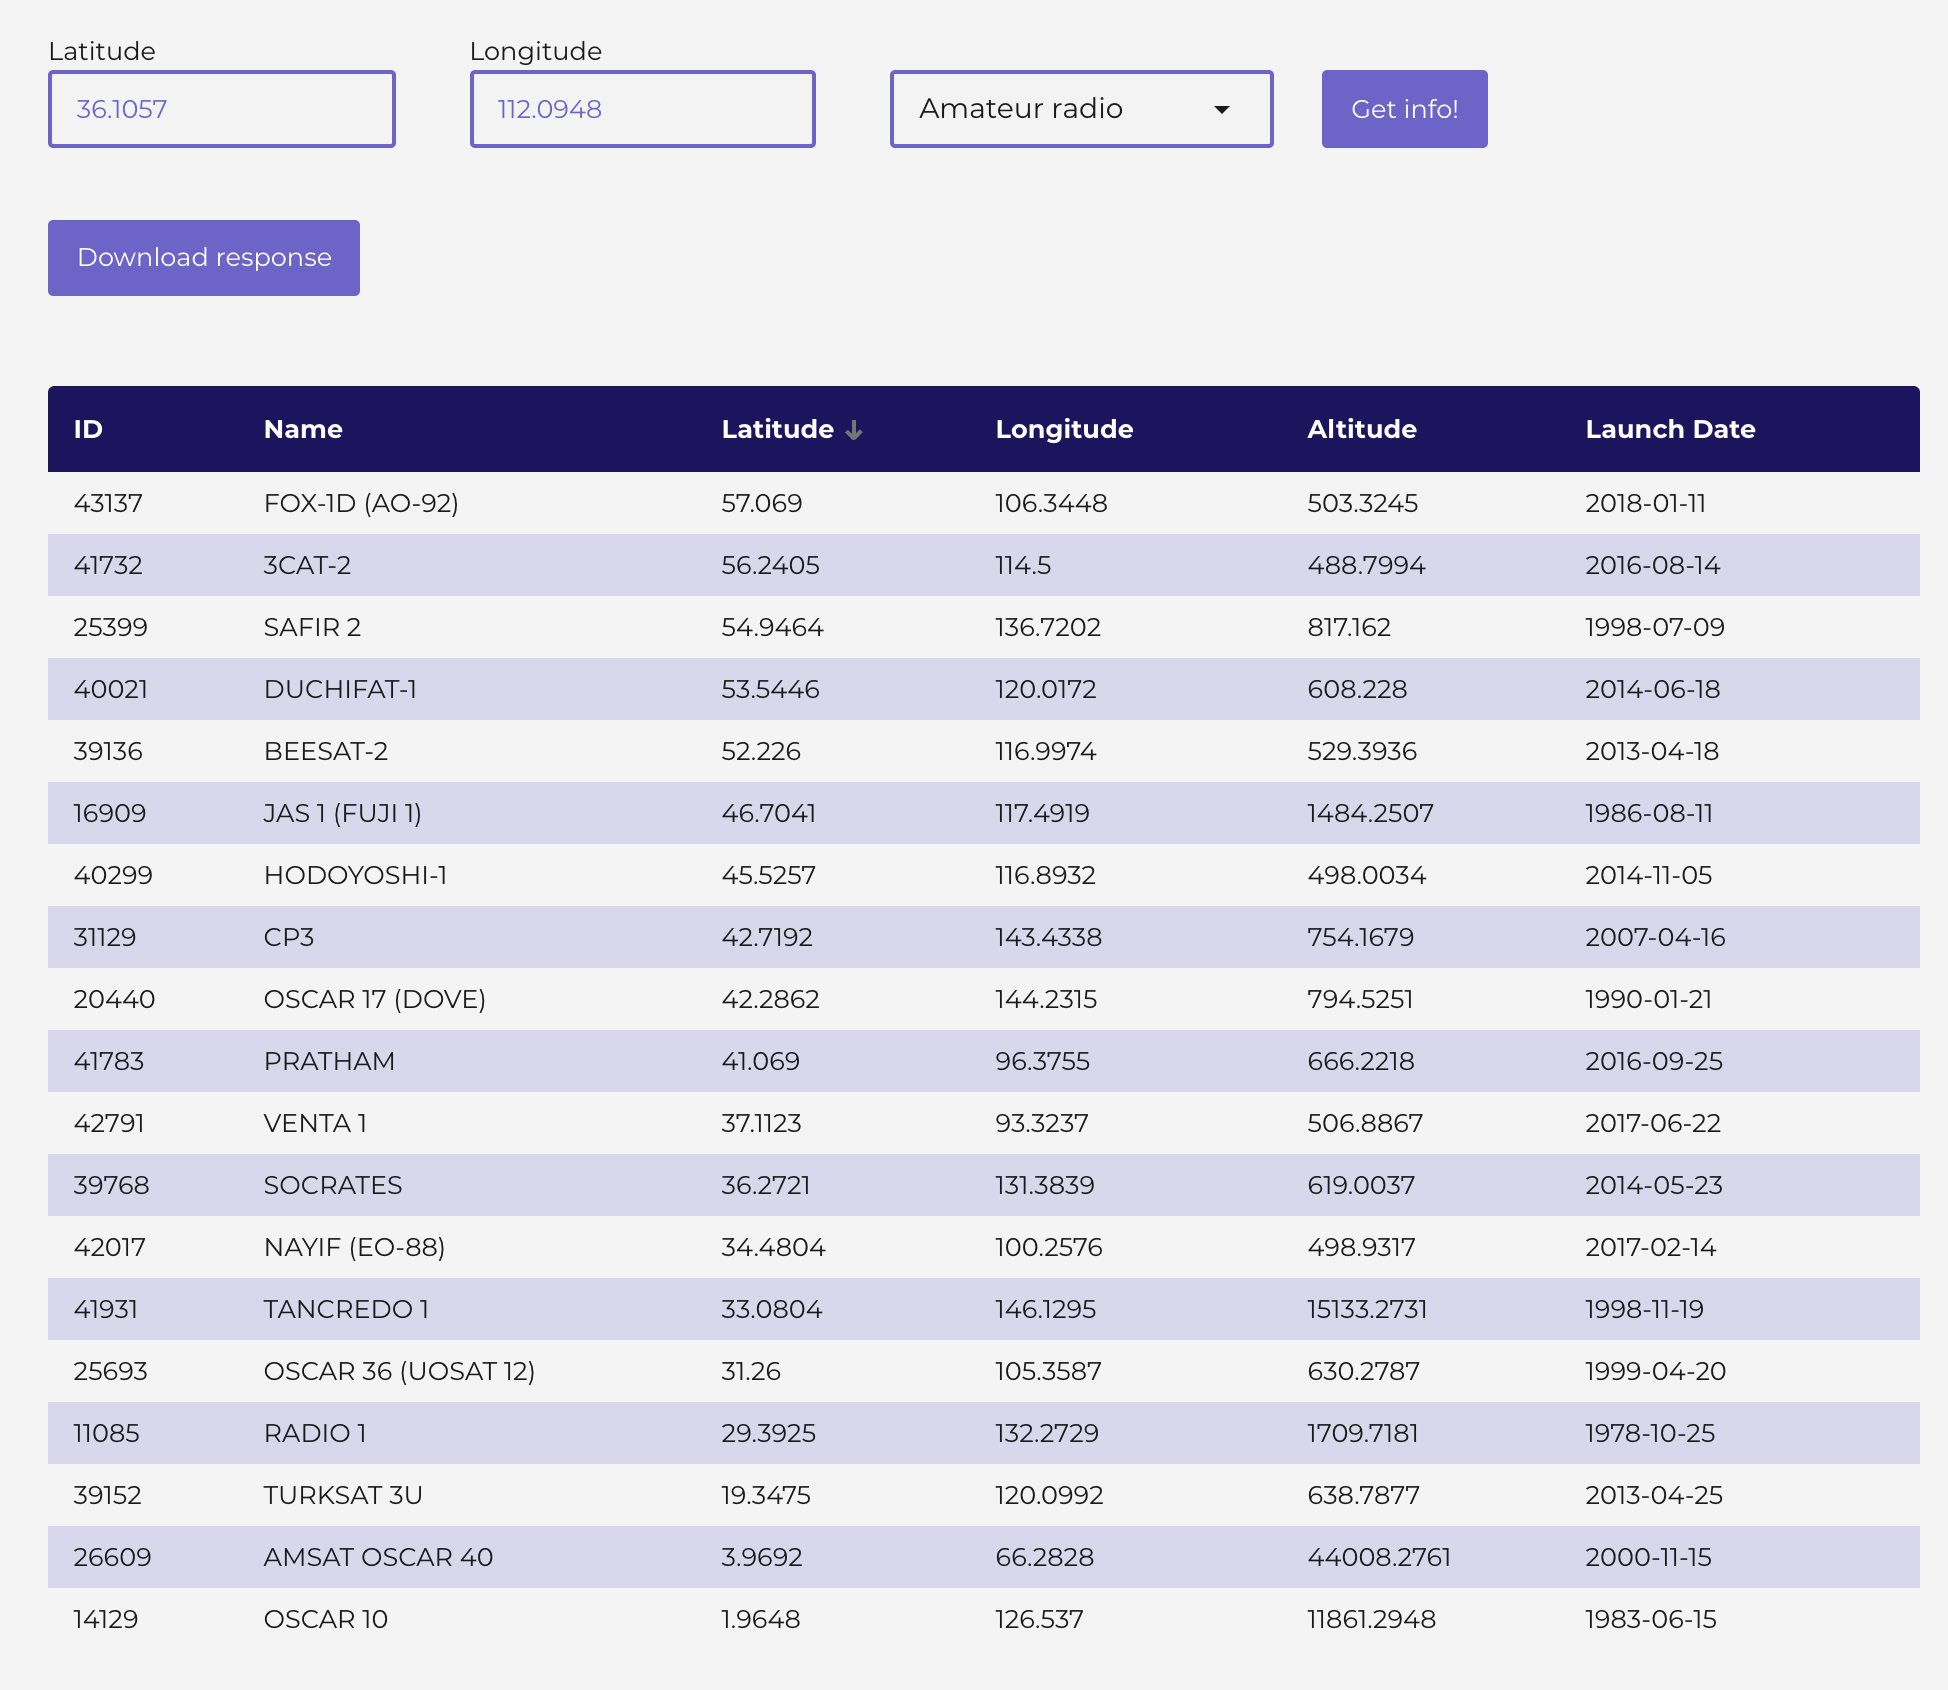 Latitude Longitude
36.1057 112.0948 Amateur radio Get info!
Download response
ID Name Latitude ↓ Longitude Altitude Launch Date
43137 FOX-1D (AO-92) 57.069 106.3448 503.3245 2018-01-11
41732 3CAT-2 56.2405 114.5 488.7994 2016-08-14
25399 SAFIR 2 54.9464 136.7202 817.162 1998-07-09
40021 DUCHIFAT-1 53.5446 120.0172 608.228 2014-06-18
39136 BEESAT-2 52.226 116.9974 529.3936 2013-04-18
16909 JAS 1 (FUJI 1) 46.7041 117.4919 1484.2507 1986-08-11
40299 HODOYOSHI-1 45.5257 116.8932 498.0034 2014-11-05
31129 CP3 42.7192 143.4338 754.1679 2007-04-16
20440 OSCAR 17 (DOVE) 42.2862 144.2315 794.5251 1990-01-21
41783 PRATHAM 41.069 96.3755 666.2218 2016-09-25
42791 VENTA 1 37.1123 93.3237 506.8867 2017-06-22
39768 SOCRATES 36.2721 131.3839 619.0037 2014-05-23
42017 NAYIF (EO-88) 34.4804 100.2576 498.9317 2017-02-14
41931 TANCREDO 1 33.0804 146.1295 15133.2731 1998-11-19
25693 OSCAR 36 (UOSAT 12) 31.26 105.3587 630.2787 1999-04-20
11085 RADIO 1 29.3925 132.2729 1709.7181 1978-10-25
39152 TURKSAT 3U 19.3475 120.0992 638.7877 2013-04-25
26609 AMSAT OSCAR 40 3.9692 66.2828 44008.2761 2000-11-15
14129 OSCAR 10 1.9648 126.537 11861.2948 1983-06-15